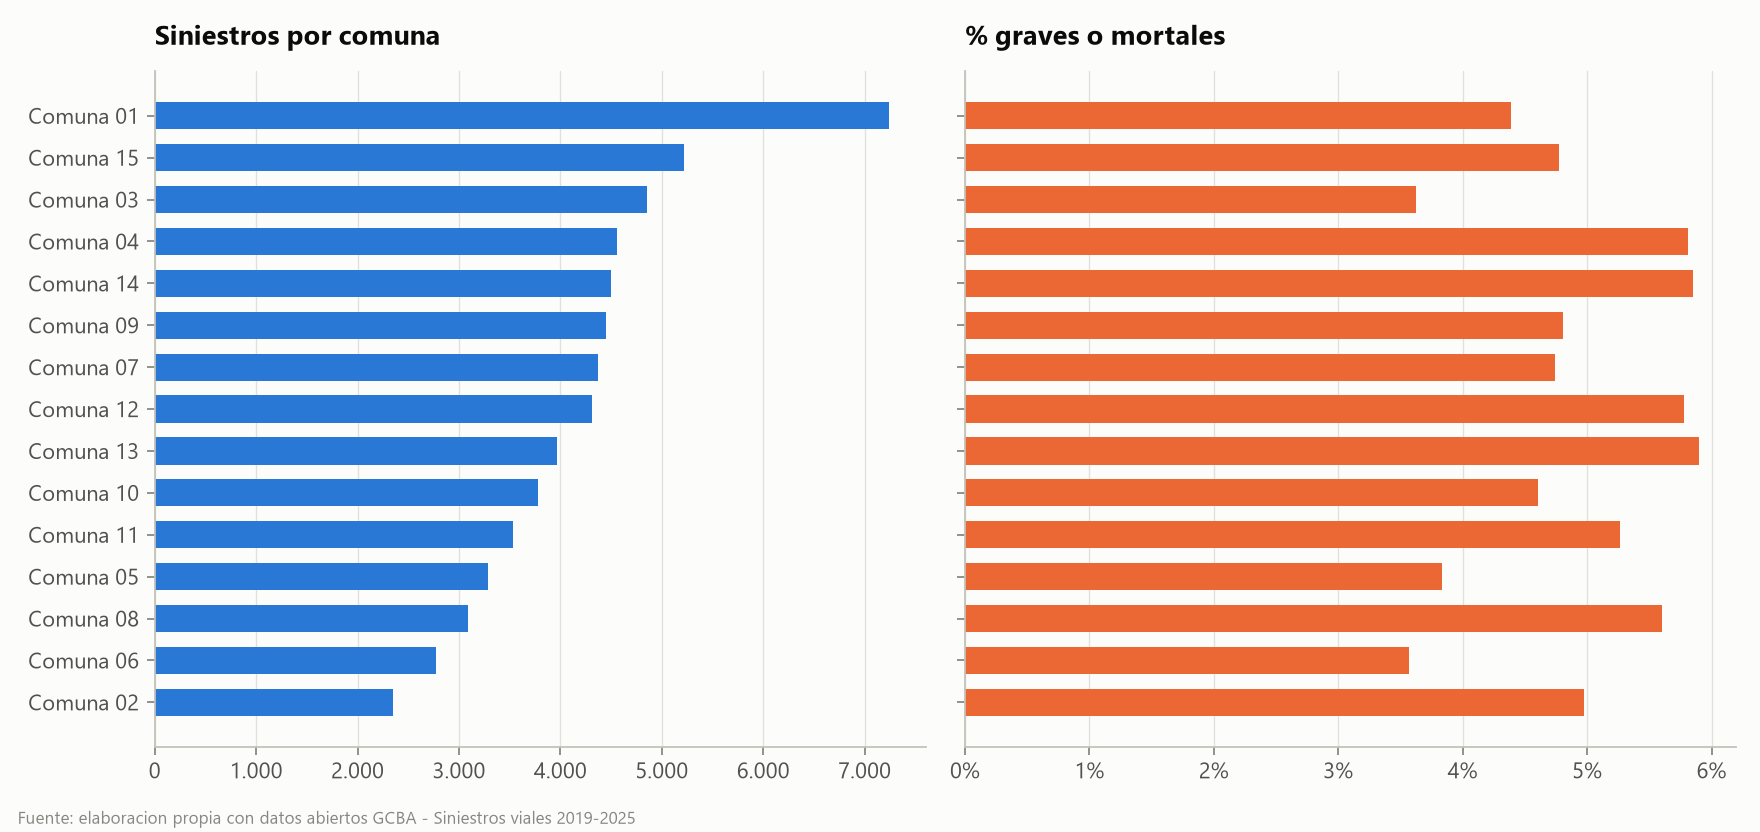 Siniestros por comuna
% graves o mortales
Comuna 01
Comuna 15
Comuna 03
Comuna 04
Comuna 14
Comuna 09
Comuna 07
Comuna 12
Comuna 13
Comuna 10
Comuna 11
Comuna 05
Comuna 08
Comuna 06
Comuna 02
0 1.000 2.000 3.000 4.000 5.000 6.000 7.000
0% 1% 2% 3% 4% 5% 6%
Fuente: elaboracion propia con datos abiertos GCBA - Siniestros viales 2019-2025